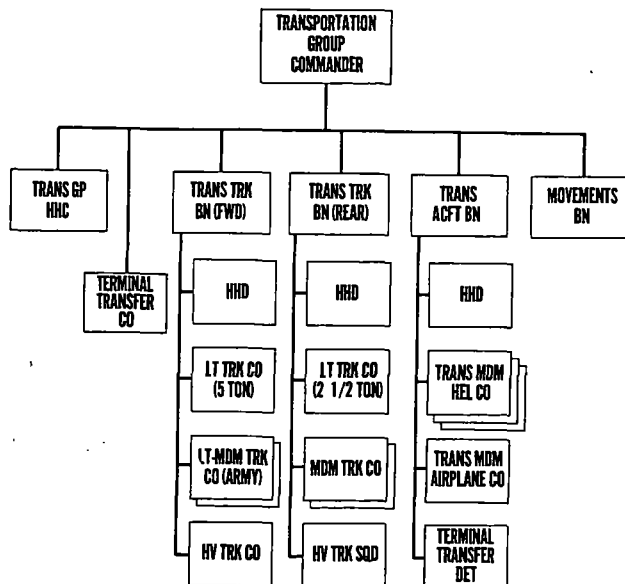 TRANSPORTATION
GROUP
COMMANDER
TRANS GP
HHC
TERMINAL
TRANSFER
CO
TRANS TRK
BN (FWD)
HHD
LT TRK CO
(5 TON)
LT-MDM TRK
CO (ARMY)
HV TRK CO
TRANS TRK
BN (REAR)
HHD
LT TRK CO
(2 1/2 TON)
MDM TRK CO
HV TRK SQD
TRANS
ACFT BN
HHD
TRANS MDM
HEL CO
TRANS MDM
AIRPLANE CO
TERMINAL
TRANSFER
DET
MOVEMENTS
BN